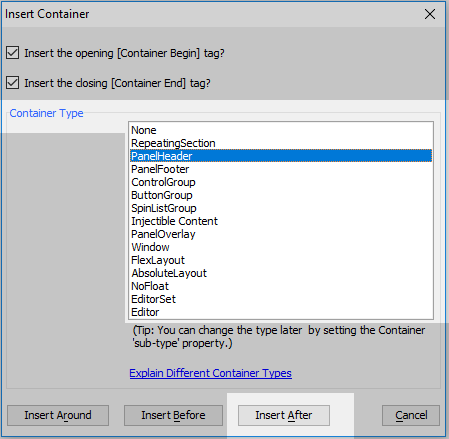 Insert Container
Insert the opening [Container Begin] tag?
Insert the closing [Container End] tag?
Container Type
None
RepeatingSection
PanelHeader
PanelFooter
ControlGroup
ButtonGroup
SpinListGroup
Injectible Content
PanelOverlay
Window
FlexLayout
AbsoluteLayout
NoFloat
EditorSet
Editor
(Tip: You can change the type later by setting the Container
'sub-type' property.)
Explain Different Container Types
Insert Around Insert Before Insert After Cancel